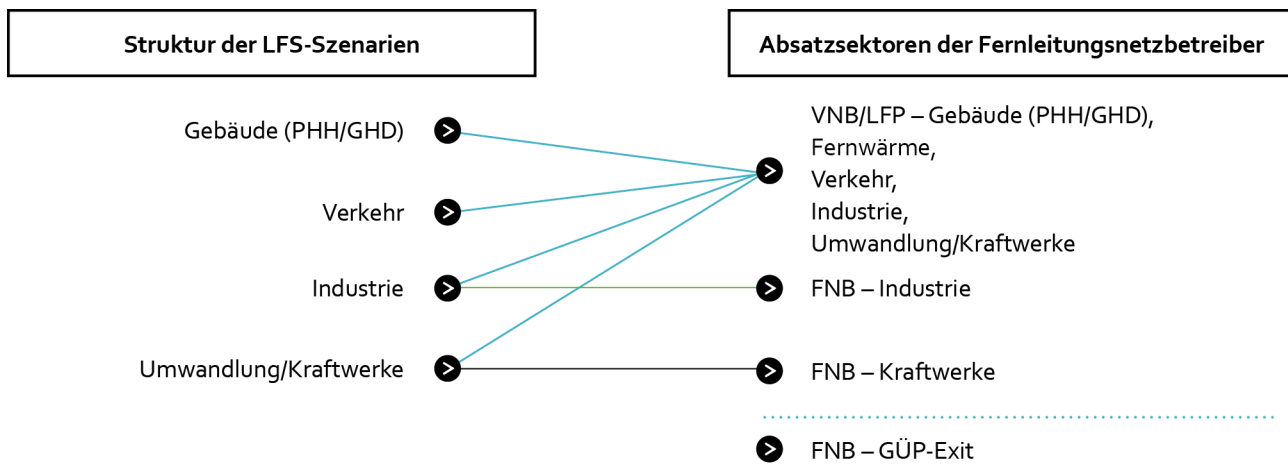 Struktur der LFS-Szenarien
Absatzsektoren der Fernleitungsnetzbetreiber
Gebäude (PHH/GHD)
Verkehr
Industrie
Umwandlung/Kraftwerke
VNB/LFP – Gebäude (PHH/GHD),
Fernwärme,
Verkehr,
Industrie,
Umwandlung/Kraftwerke
FNB – Industrie
FNB – Kraftwerke
FNB – GÜP-Exit